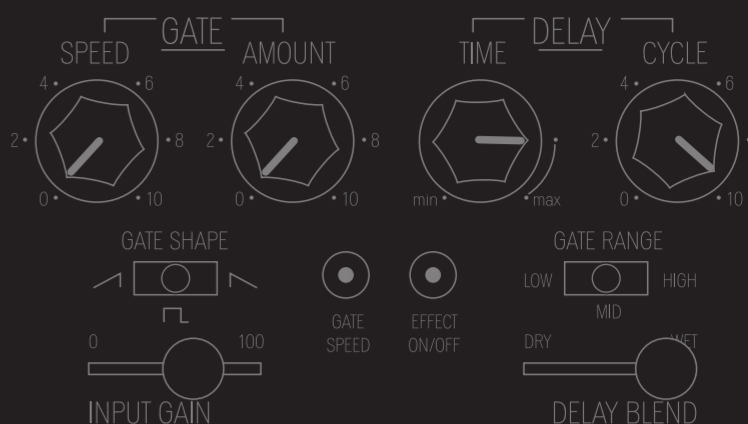 GATE
DELAY
SPEED
AMOUNT
TIME
CYCLE
4
6
4
6
4
6
2
8
2
8
2
0
10
0
10
min
max
0
10
GATE SHAPE
GATE RANGE
LOW
HIGH
MID
GATE
SPEED
EFFECT
ON/OFF
0
100
DRY
WET
INPUT GAIN
DELAY BLEND